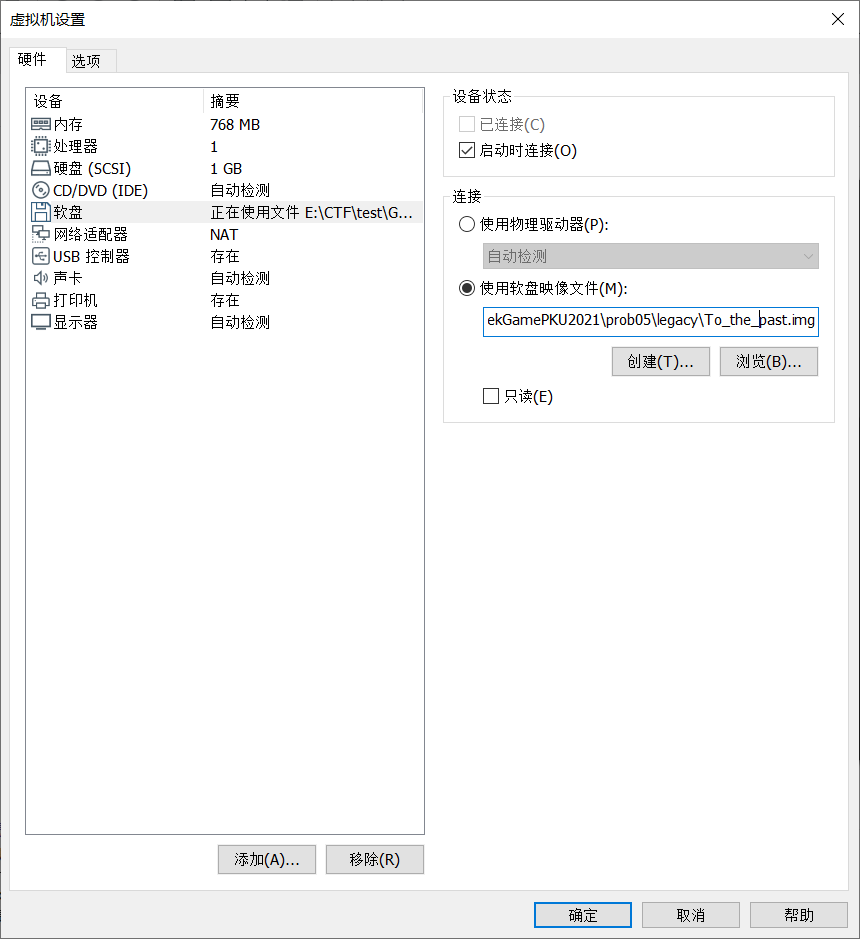 虚拟机设置
硬件 选项
设备 摘要
内存 768 MB
处理器 1
硬盘 (SCSI) 1 GB
CD/DVD (IDE) 自动检测
软盘 正在使用文件 E:\CTF\test\G...
网络适配器 NAT
USB 控制器 存在
声卡 自动检测
打印机 存在
显示器 自动检测
添加(A)... 移除(R)
设备状态
已连接(C)
启动时连接(O)
连接
使用物理驱动器(P):
自动检测
使用软盘映像文件(M):
ekGamePKU2021\prob05\legacy\To_the_past.img
创建(T)... 浏览(B)...
只读(E)
确定 取消 帮助